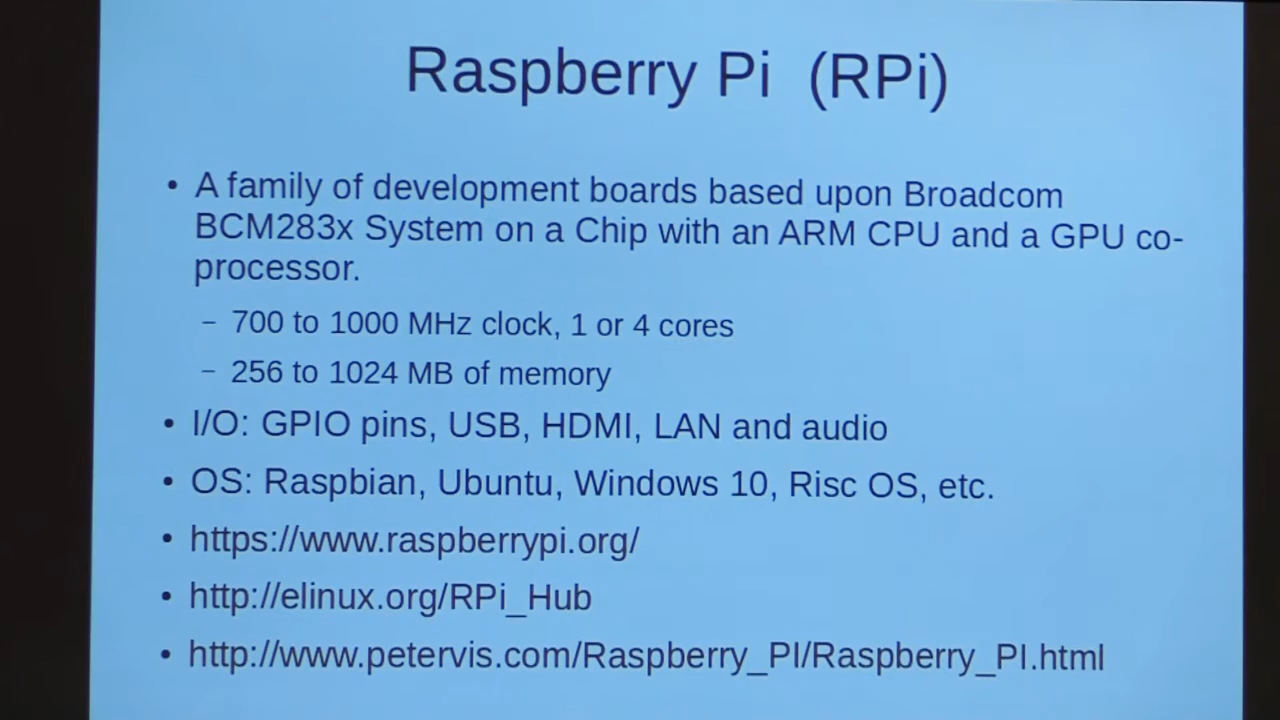 Raspberry Pi (RPi)
• A family of development boards based upon Broadcom
BCM283x System on a Chip with an ARM CPU and a GPU co-
processor.
– 700 to 1000 MHz clock, 1 or 4 cores
– 256 to 1024 MB of memory
• I/O: GPIO pins, USB, HDMI, LAN and audio
• OS: Raspbian, Ubuntu, Windows 10, Risc OS, etc.
• https://www.raspberrypi.org/
• http://elinux.org/RPi_Hub
• http://www.petervis.com/Raspberry_PI/Raspberry_PI.html